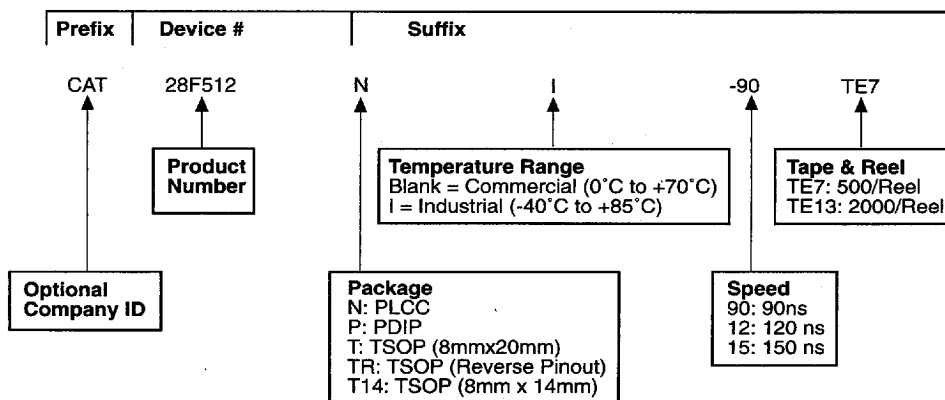 Prefix Device # Suffix
CAT 28F512 N I -90 TE7
Product
Number
Temperature Range
Blank = Commercial (0˚C to +70˚C)
I = Industrial (-40˚C to +85˚C)
Tape & Reel
TE7: 500/Reel
TE13: 2000/Reel
Optional
Company ID
Package
N: PLCC
P: PDIP
T: TSOP (8mmx20mm)
TR: TSOP (Reverse Pinout)
T14: TSOP (8mm x 14mm)
Speed
90: 90ns
12: 120 ns
15: 150 ns